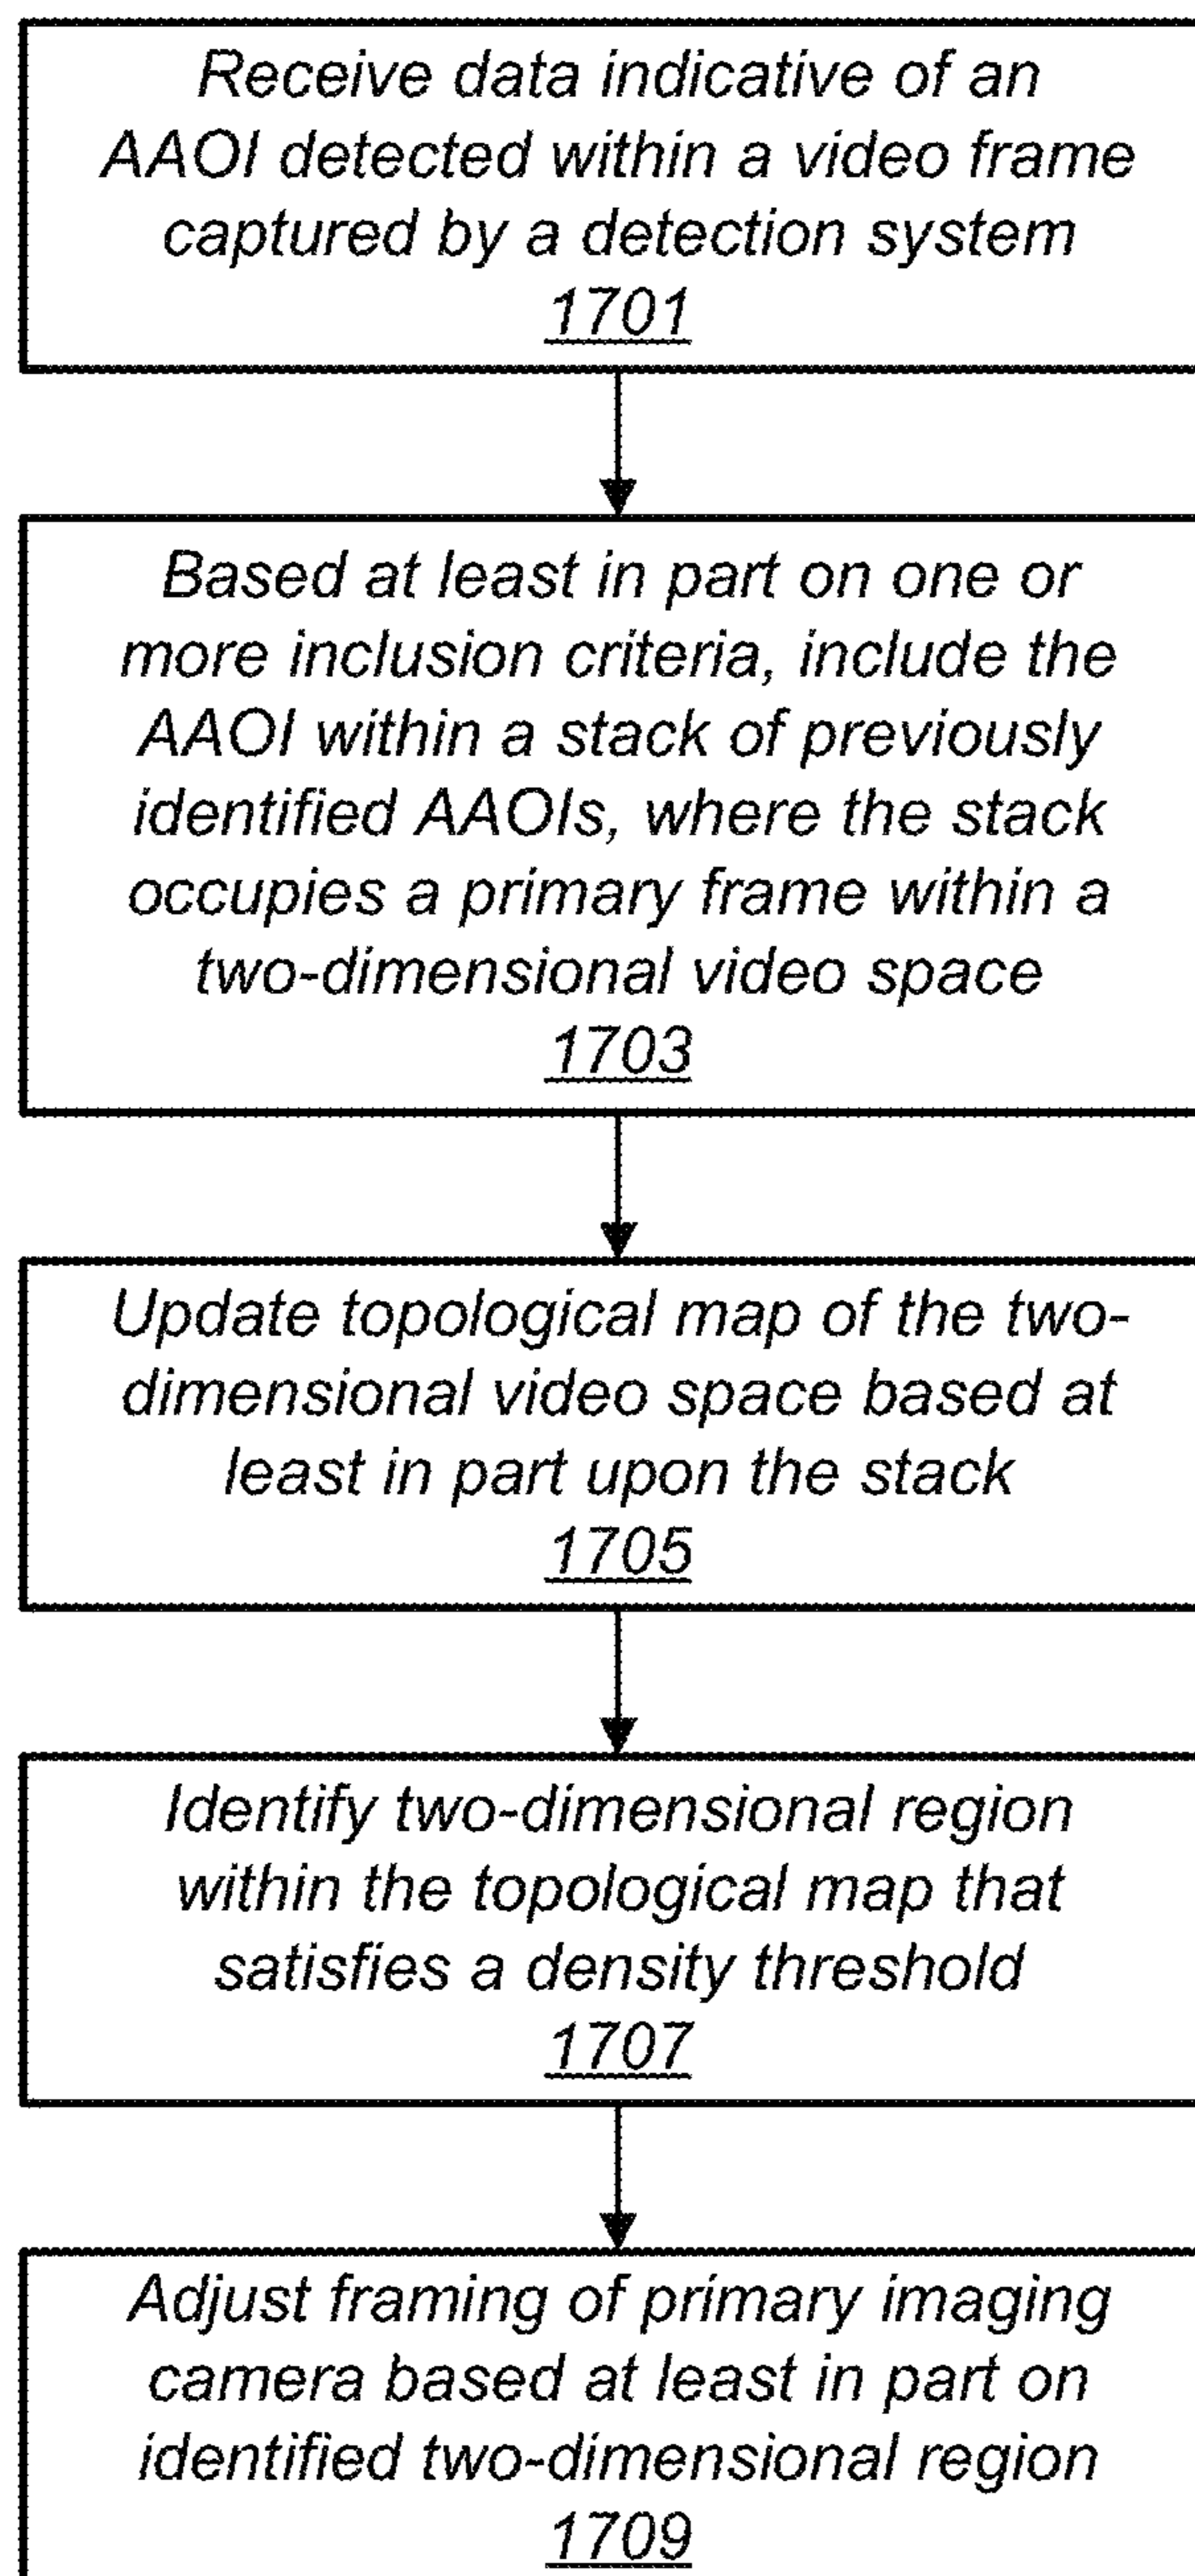 Receive data indicative of an
AAOI detected within a video frame
captured by a detection system
1701
Based at least in part on one or
more inclusion criteria, include the
AAOI within a stack of previously
identified AAOIs, where the stack
occupies a primary frame within a
two-dimensional video space
1703
Update topological map of the two-
dimensional video space based at
least in part upon the stack
1705
Identify two-dimensional region
within the topological map that
satisfies a density threshold
1707
Adjust framing of primary imaging
camera based at least in part on
identified two-dimensional region
1709